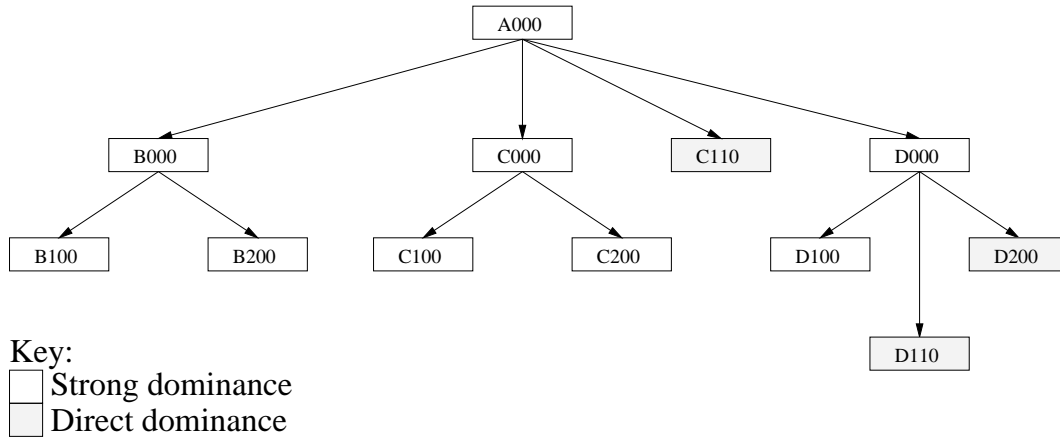 A000
B000
C000
C110
D000
B100
B200
C100
C200
D100
D200
D110
Key:
Strong dominance
Direct dominance